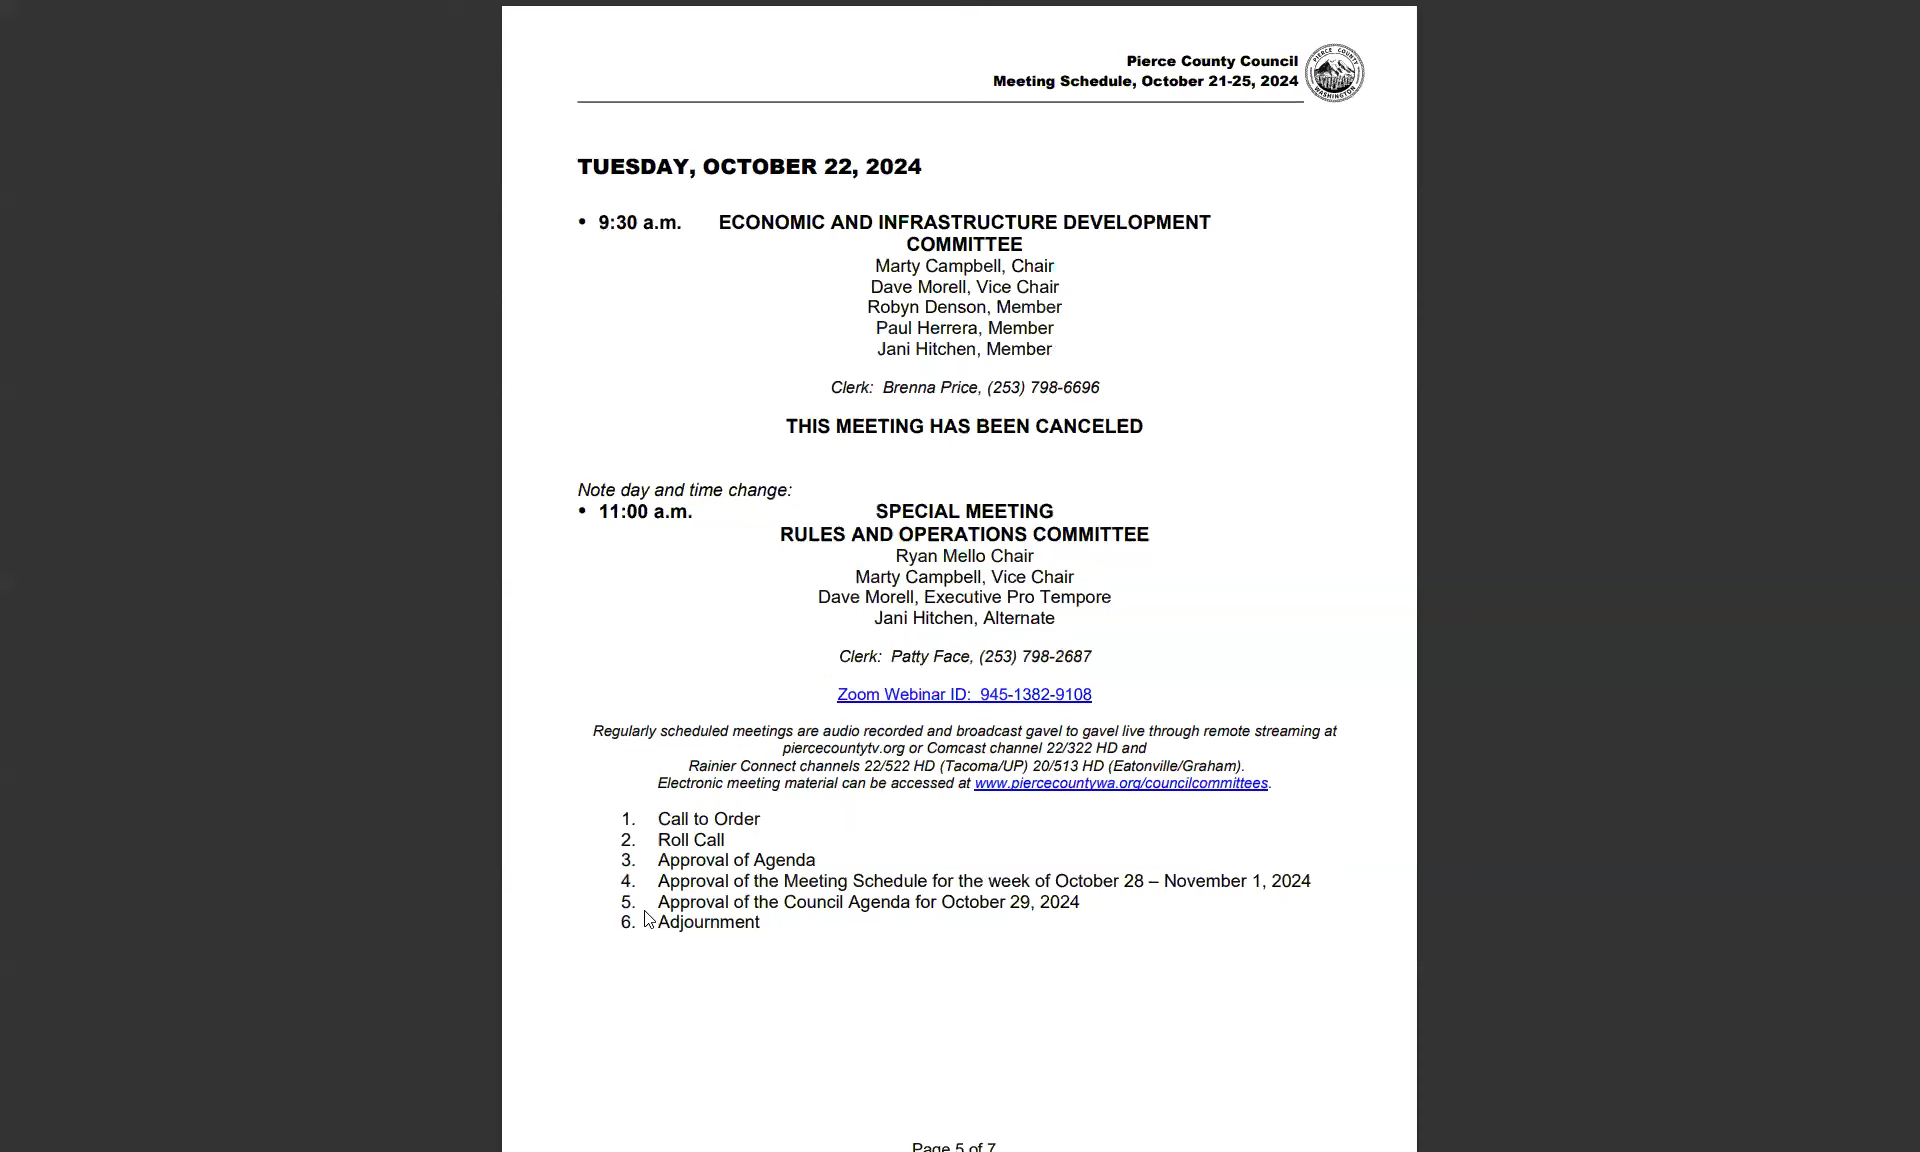 Pierce County Council
Meeting Schedule, October 21-25, 2024
PIERCE COUNTY
WASHINGTON
TUESDAY, OCTOBER 22, 2024
• 9:30 a.m. ECONOMIC AND INFRASTRUCTURE DEVELOPMENT
COMMITTEE
Marty Campbell, Chair
Dave Morell, Vice Chair
Robyn Denson, Member
Paul Herrera, Member
Jani Hitchen, Member
Clerk: Brenna Price, (253) 798-6696
THIS MEETING HAS BEEN CANCELED
Note day and time change:
• 11:00 a.m. SPECIAL MEETING
RULES AND OPERATIONS COMMITTEE
Ryan Mello Chair
Marty Campbell, Vice Chair
Dave Morell, Executive Pro Tempore
Jani Hitchen, Alternate
Clerk: Patty Face, (253) 798-2687
Zoom Webinar ID: 945-1382-9108
Regularly scheduled meetings are audio recorded and broadcast gavel to gavel live through remote streaming at
piercecountytv.org or Comcast channel 22/322 HD and
Rainier Connect channels 22/522 HD (Tacoma/UP) 20/513 HD (Eatonville/Graham).
Electronic meeting material can be accessed at www.piercecountywa.org/councilcommittees.
1. Call to Order
2. Roll Call
3. Approval of Agenda
4. Approval of the Meeting Schedule for the week of October 28 – November 1, 2024
5. Approval of the Council Agenda for October 29, 2024
6. Adjournment
Page 5 of 7